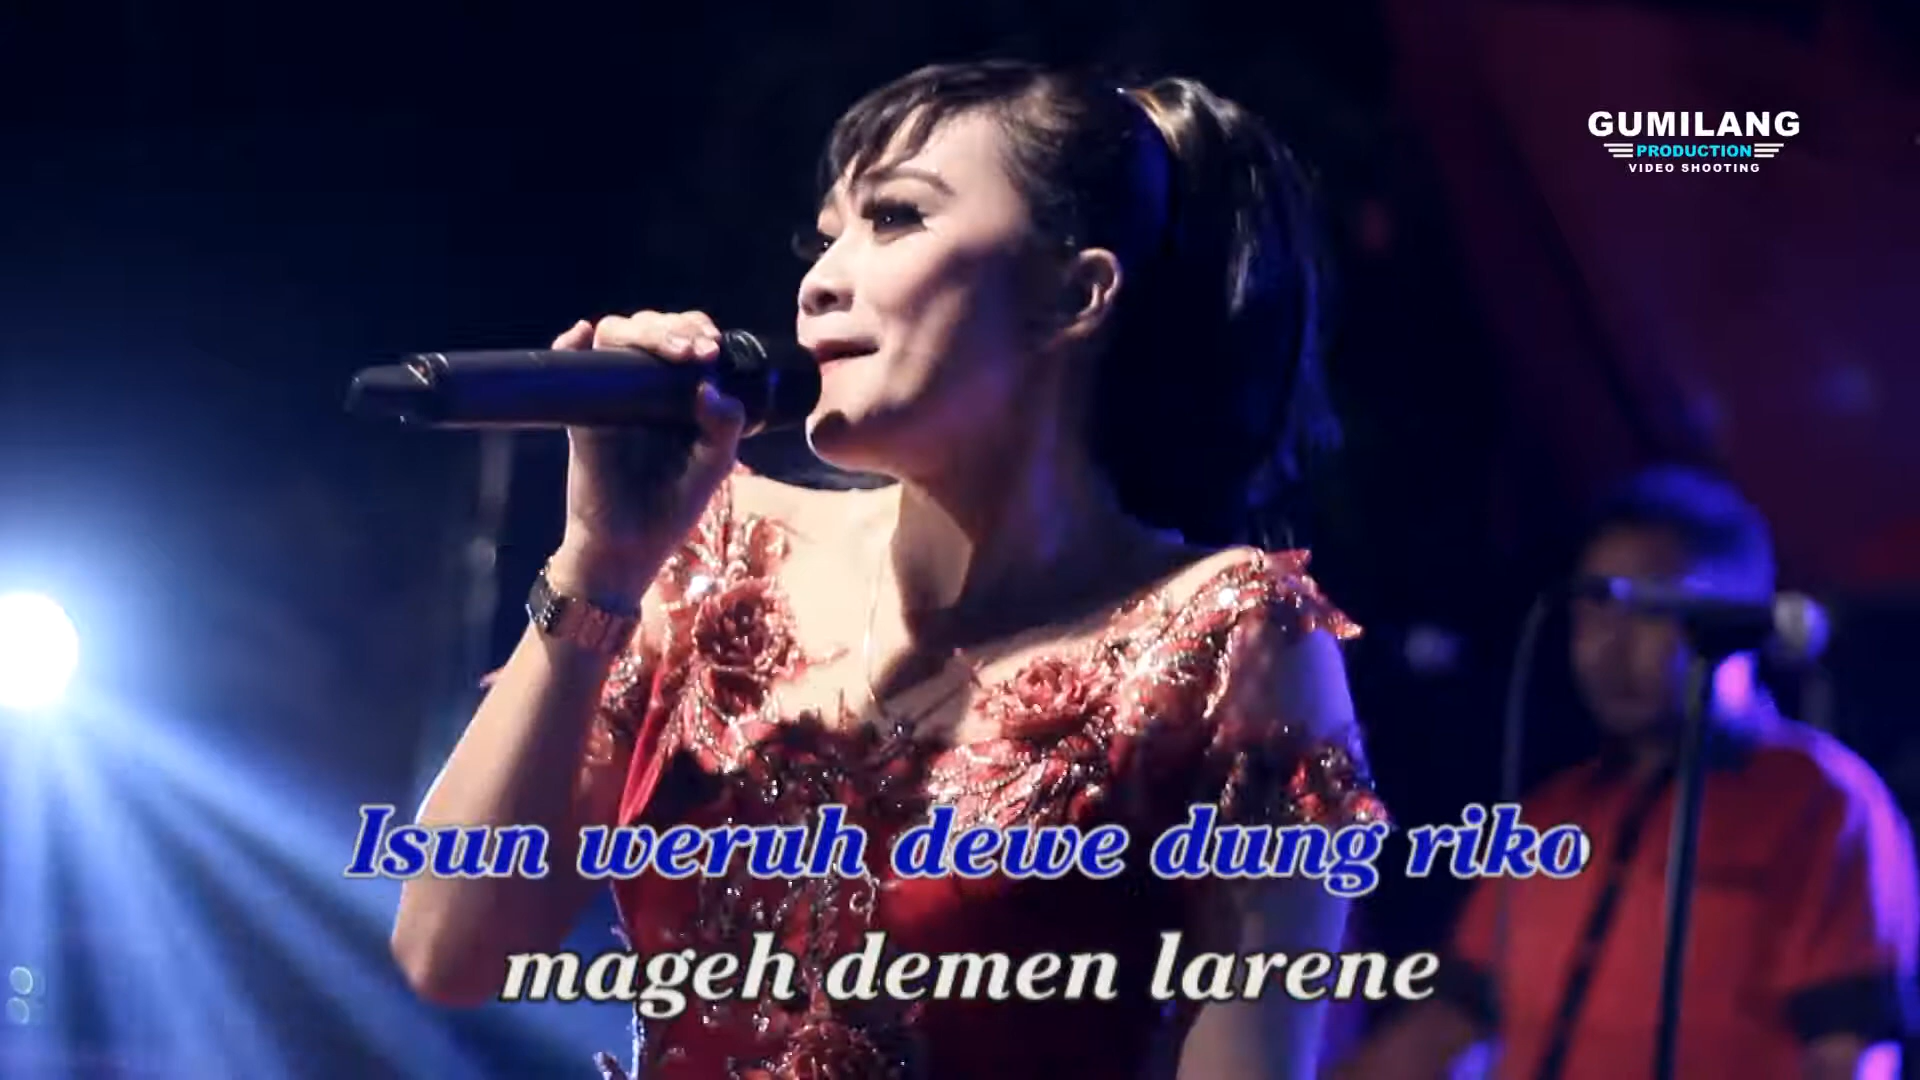 GUMILANG
PRODUCTION
VIDEO SHOOTING
Isun weruh dewe dung riko
mageh demen larene